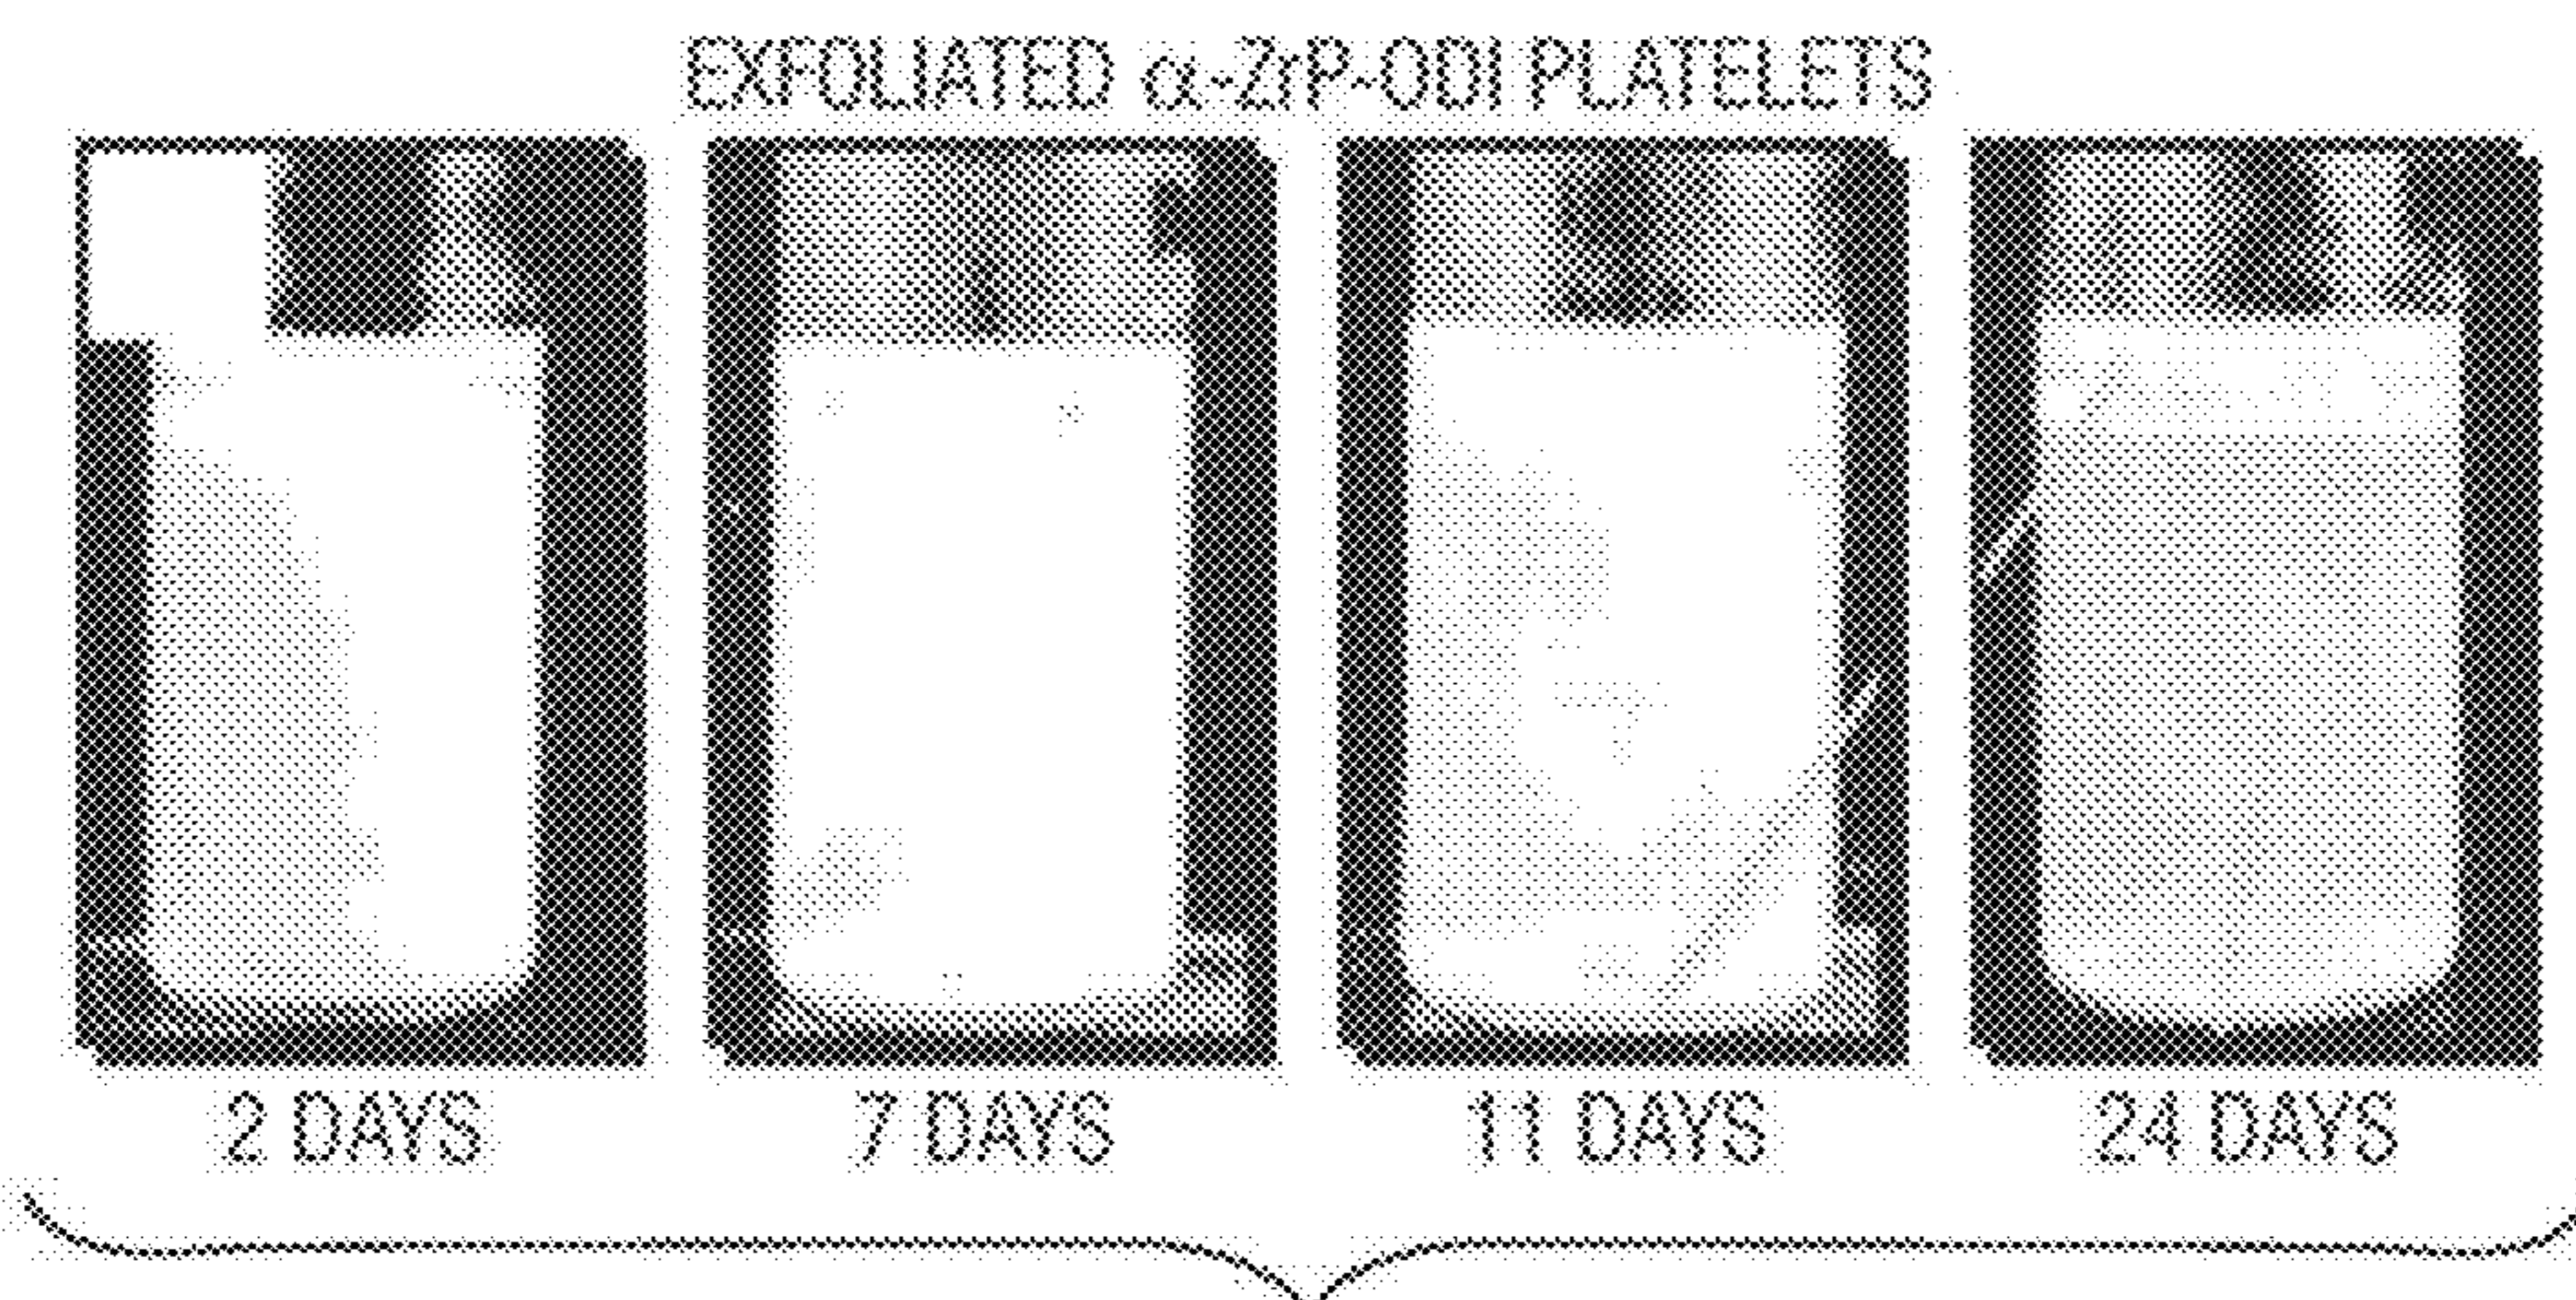 EXFOLIATED α-ZrP-ODI PLATELETS
2 DAYS
7 DAYS
11 DAYS
24 DAYS